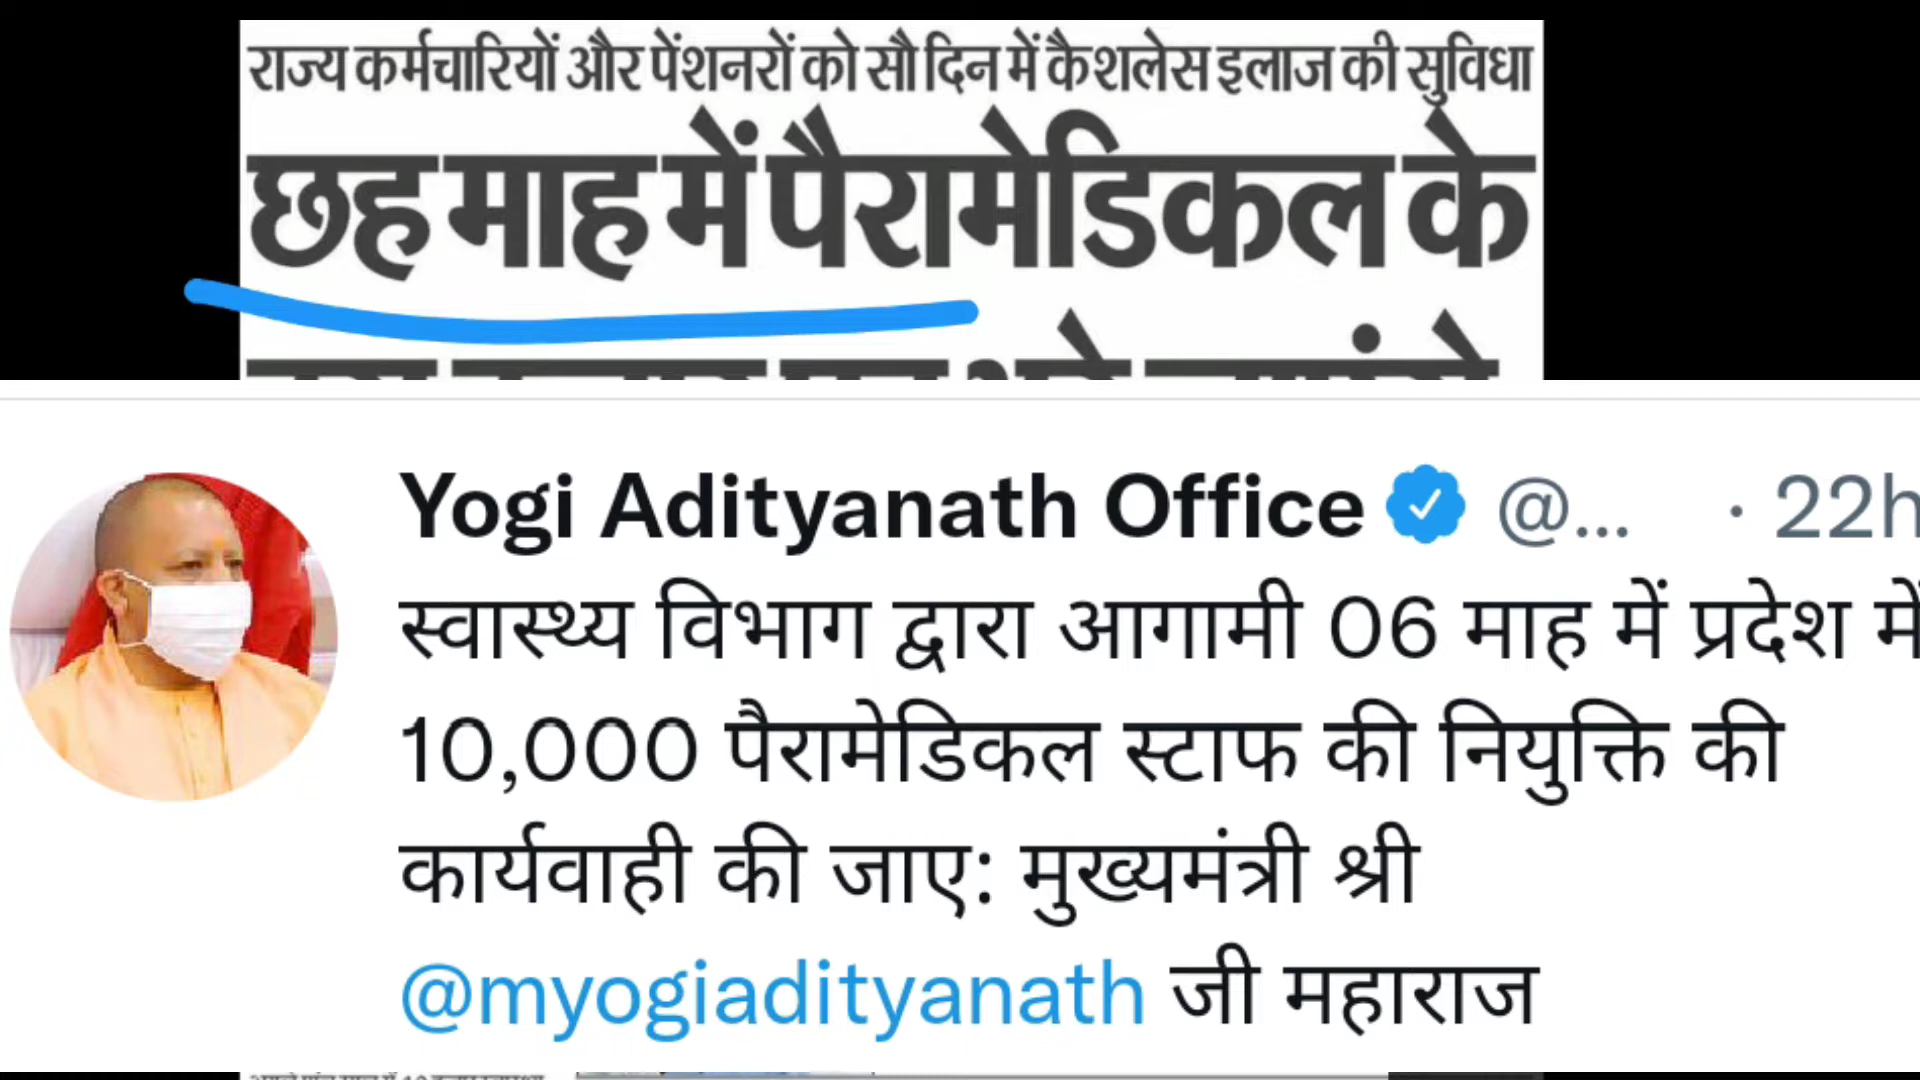 राज्य कर्मचारियों और पेंशनरों को सौ दिन में कैशलेस इलाज की सुविधा
छह माह में पैरामेडिकल के
Yogi Adityanath Office @... · 22h
स्वास्थ्य विभाग द्वारा आगामी 06 माह में प्रदेश में
10,000 पैरामेडिकल स्टाफ की नियुक्ति की
कार्यवाही की जाए: मुख्यमंत्री श्री
@myogiadityanath जी महाराज